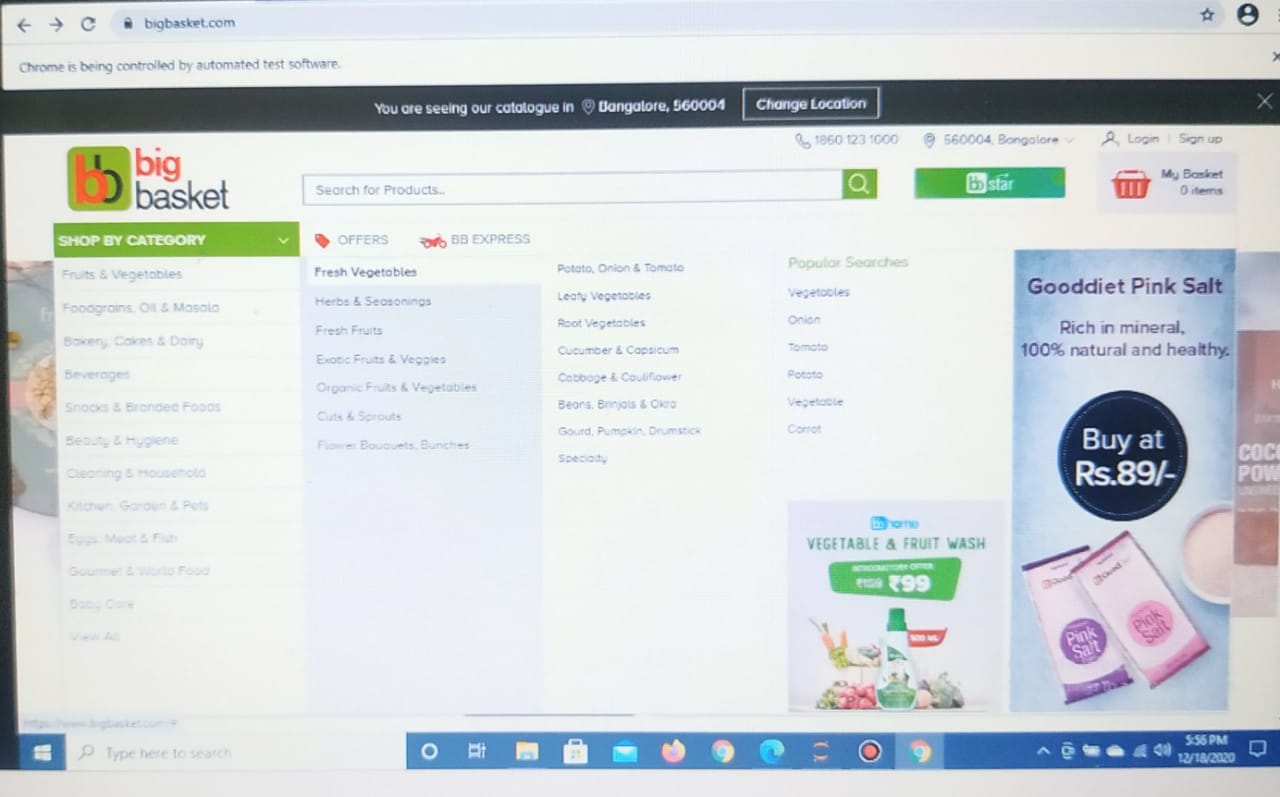 bigbasket.com
Chrome is being controlled by automated test software.
You are seeing our catalogue in Bangalore, 560004 Change Location
1860 123 1000 560004, Bangalore Login | Sign up
bb big basket
Search for Products..
bb star
My Basket
0 items
SHOP BY CATEGORY
OFFERS
BB EXPRESS
Fruits & Vegetables
Foodgrains, Oil & Masala
Bakery, Cakes & Dairy
Beverages
Snacks & Branded Foods
Beauty & Hygiene
Cleaning & Household
Kitchen, Garden & Pets
Eggs, Meat & Fish
Gourmet & World Food
Baby Care
View All
Fresh Vegetables
Herbs & Seasonings
Fresh Fruits
Exotic Fruits & Veggies
Organic Fruits & Vegetables
Cuts & Sprouts
Flower Bouquets, Bunches
Potato, Onion & Tomato
Leafy Vegetables
Root Vegetables
Cucumber & Capsicum
Cabbage & Cauliflower
Beans, Brinjals & Okra
Gourd, Pumpkin, Drumstick
Specialty
Popular Searches
Vegetables
Onion
Tomato
Potato
Vegetable
Carrot
bb home
VEGETABLE & FRUIT WASH
INTRODUCTORY OFFER
₹159 ₹99
500 ML
Gooddiet Pink Salt
Rich in mineral,
100% natural and healthy.
Buy at
Rs.89/-
Pink
Salt
Pink
Salt
COCO
POW
https://www.bigbasket.com/#
Type here to search
5:56 PM
12/18/2020